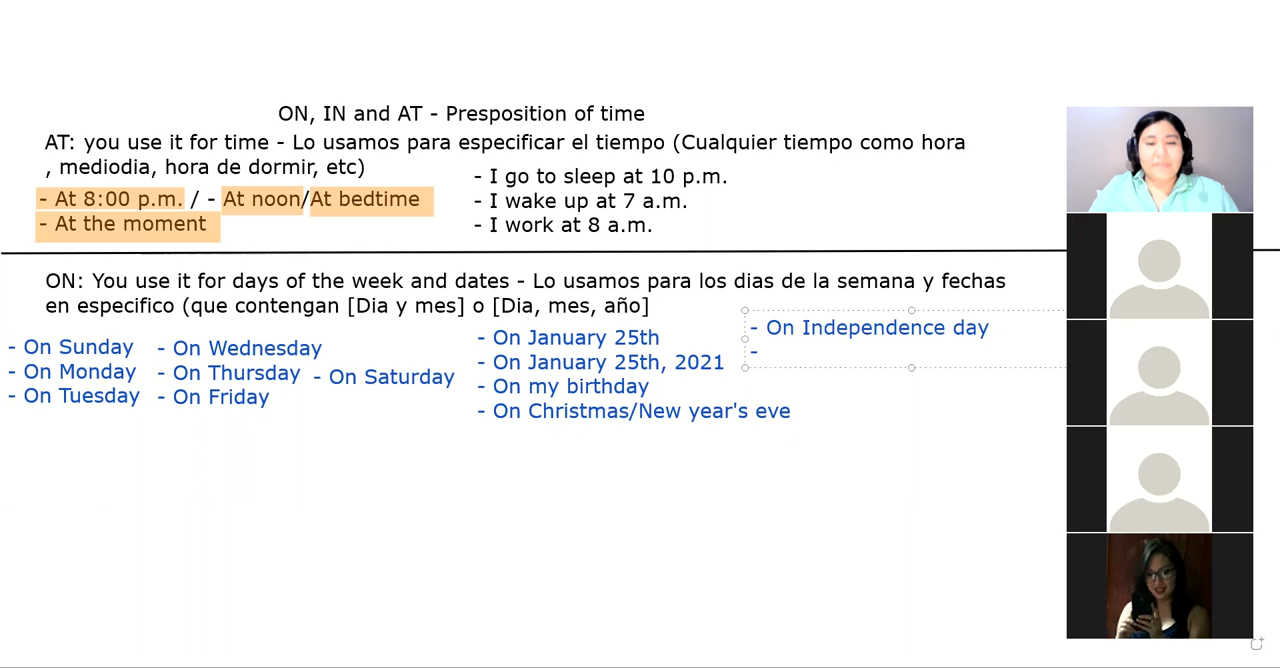 ON, IN and AT - Presposition of time
AT: you use it for time - Lo usamos para especificar el tiempo (Cualquier tiempo como hora
, mediodia, hora de dormir, etc)
- At 8:00 p.m. / - At noon/At bedtime
- At the moment
- I go to sleep at 10 p.m.
- I wake up at 7 a.m.
- I work at 8 a.m.
ON: You use it for days of the week and dates - Lo usamos para los dias de la semana y fechas
en especifico (que contengan [Dia y mes] o [Dia, mes, año]
- On Sunday
- On Monday
- On Tuesday
- On Wednesday
- On Thursday
- On Friday
- On Saturday
- On January 25th
- On January 25th, 2021
- On my birthday
- On Christmas/New year's eve
- On Independence day
-